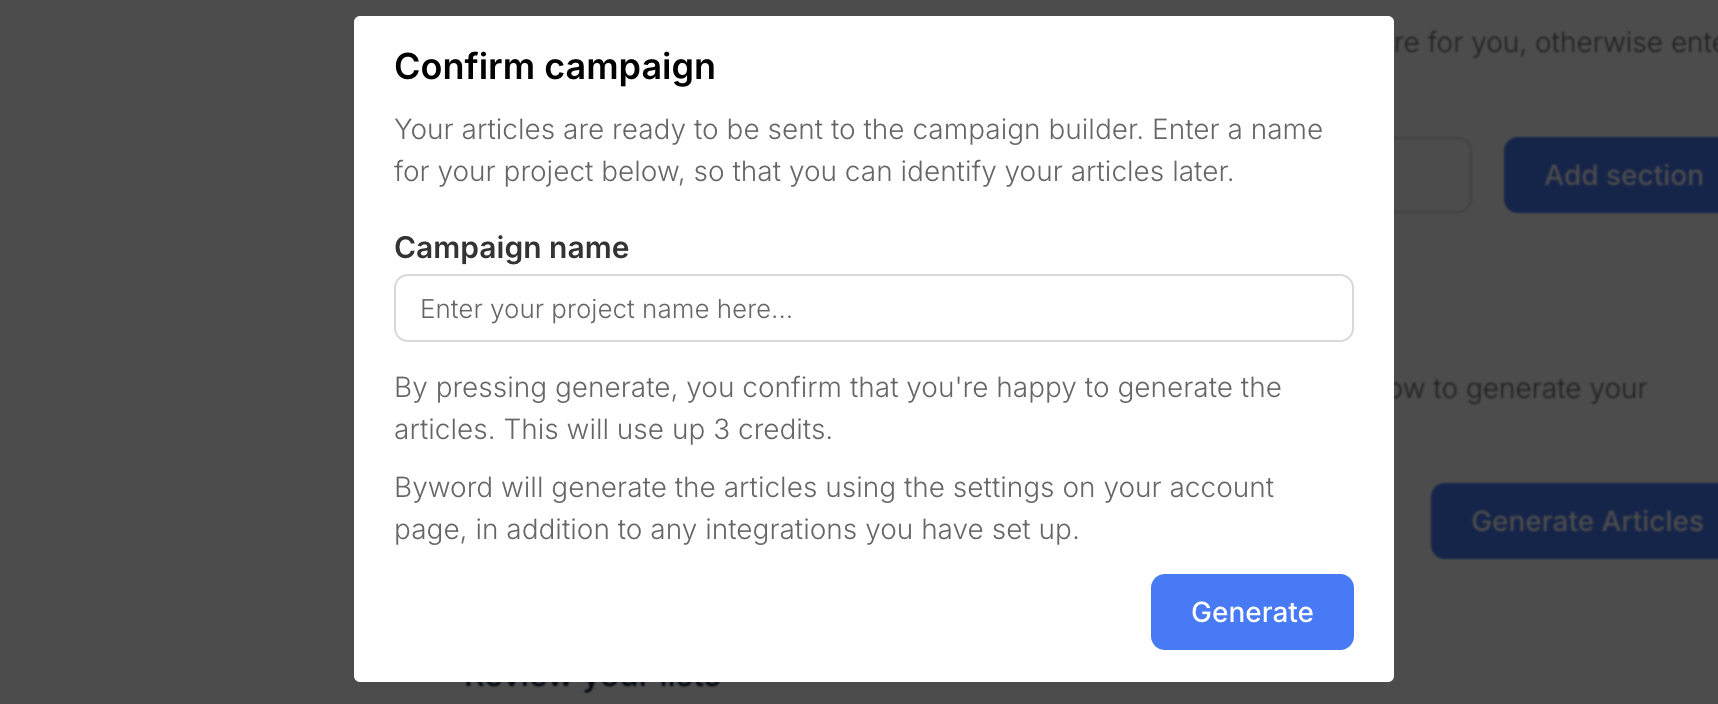 Confirm campaign
Your articles are ready to be sent to the campaign builder. Enter a name
for your project below, so that you can identify your articles later.
Campaign name
Enter your project name here...
By pressing generate, you confirm that you're happy to generate the
articles. This will use up 3 credits.
Byword will generate the articles using the settings on your account
page, in addition to any integrations you have set up.
Generate
for you, otherwise
Add section
to generate your
Generate Articles
Review your lists